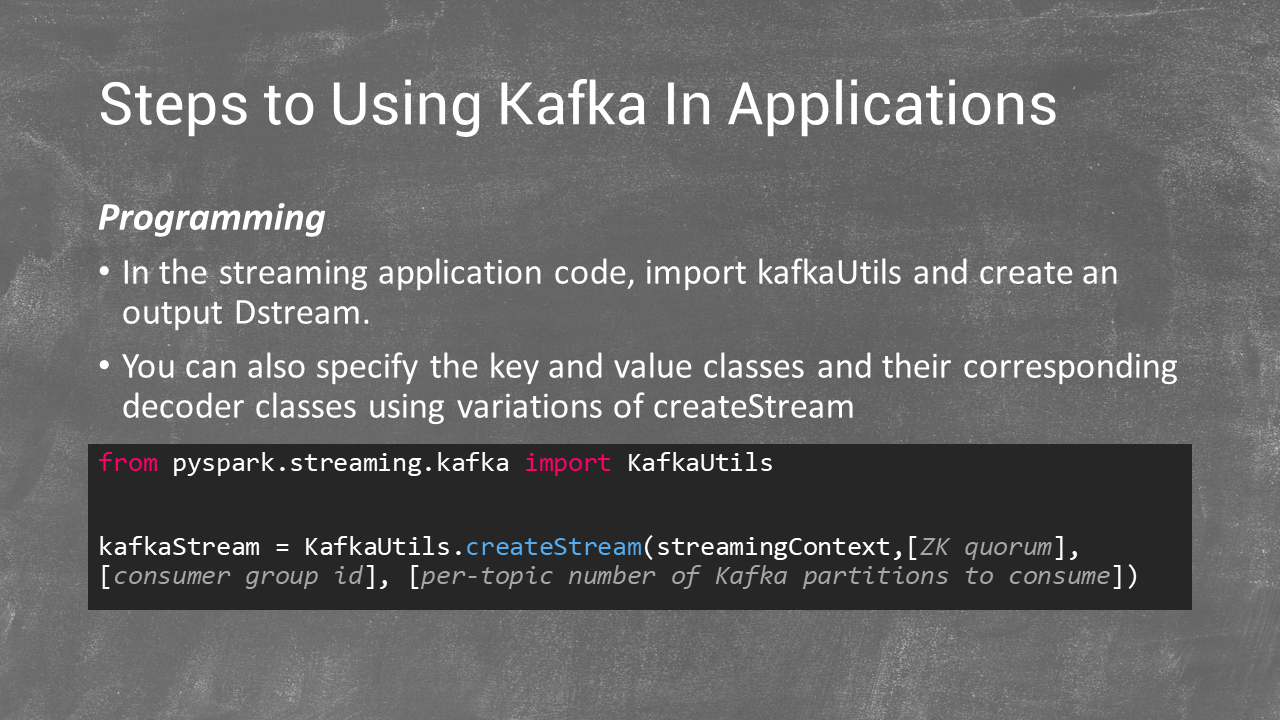 Steps to Using Kafka In Applications
Programming
• In the streaming application code, import kafkaUtils and create an
output Dstream.
• You can also specify the key and value classes and their corresponding
decoder classes using variations of createStream
from pyspark.streaming.kafka import KafkaUtils
kafkaStream = KafkaUtils.createStream(streamingContext,[ZK quorum],
[consumer group id], [per-topic number of Kafka partitions to consume])